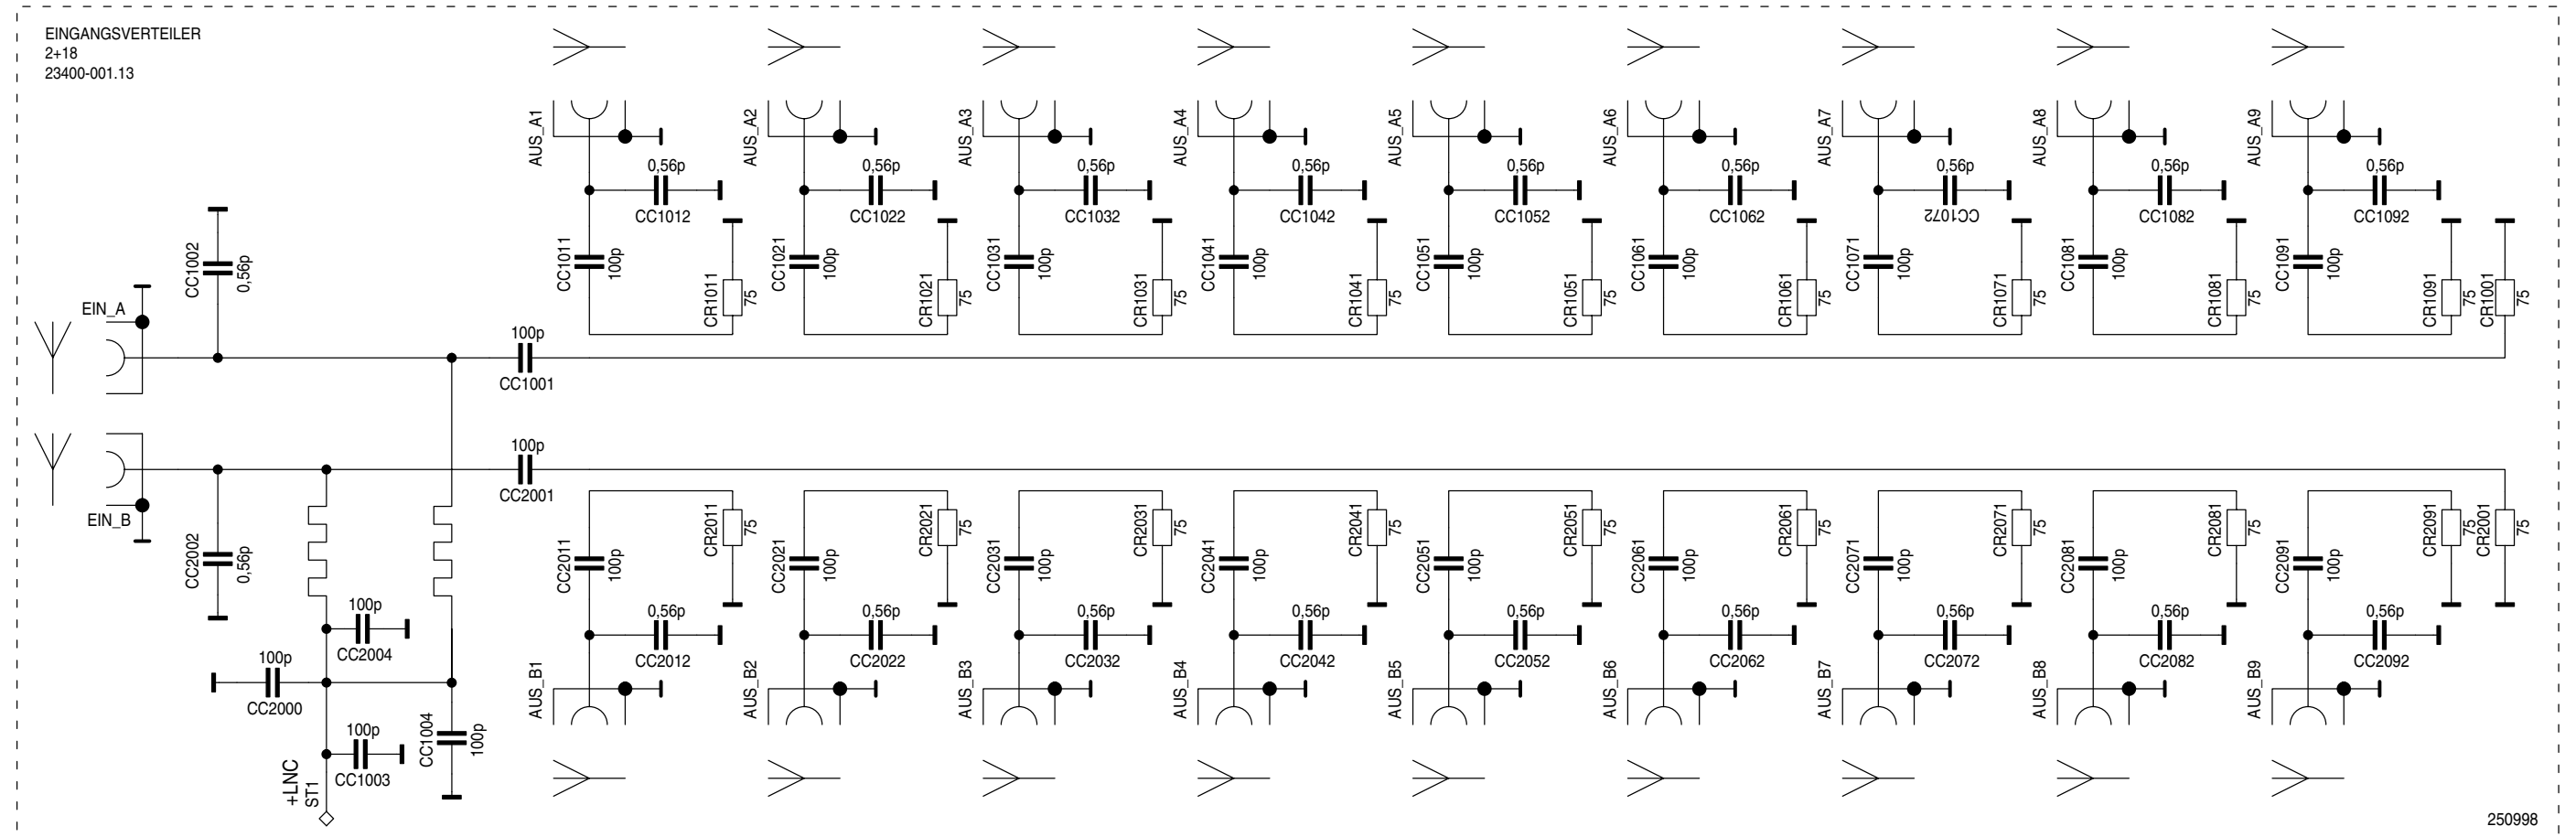 EINGANGSVERTEILER
2+18
23400-001.13
AUS_A1
AUS_A2
AUS_A3
AUS_A4
AUS_A5
AUS_A6
AUS_A7
AUS_A8
AUS_A9
0,56p
0,56p
0,56p
0,56p
0,56p
0,56p
0,56p
0,56p
0,56p
CC1012
CC1022
CC1032
CC1042
CC1052
CC1062
CC1072
CC1082
CC1092
CC1002
0,56p
CC1011
100p
CR1011
75
CC1021
100p
CR1021
75
CC1031
100p
CR1031
75
CC1041
100p
CR1041
75
CC1051
100p
CR1051
75
CC1061
100p
CR1061
75
CC1071
100p
CR1071
75
CC1081
100p
CR1081
75
CC1091
100p
CR1091
75
CR1001
75
EIN_A
100p
CC1001
100p
CC2001
EIN_B
CC2002
0,56p
CC2011
100p
CR2011
75
CC2021
100p
CR2021
75
CC2031
100p
CR2031
75
CC2041
100p
CR2041
75
CC2051
100p
CR2051
75
CC2061
100p
CR2061
75
CC2071
100p
CR2071
75
CC2081
100p
CR2081
75
CC2091
100p
CR2091
75
CR2001
75
100p
CC2004
0,56p
0,56p
0,56p
0,56p
0,56p
0,56p
0,56p
0,56p
0,56p
CC2012
CC2022
CC2032
CC2042
CC2052
CC2062
CC2072
CC2082
CC2092
100p
CC2000
AUS_B1
AUS_B2
AUS_B3
AUS_B4
AUS_B5
AUS_B6
AUS_B7
AUS_B8
AUS_B9
100p
CC1003
CC1004
100p
+LNC
ST1
250998